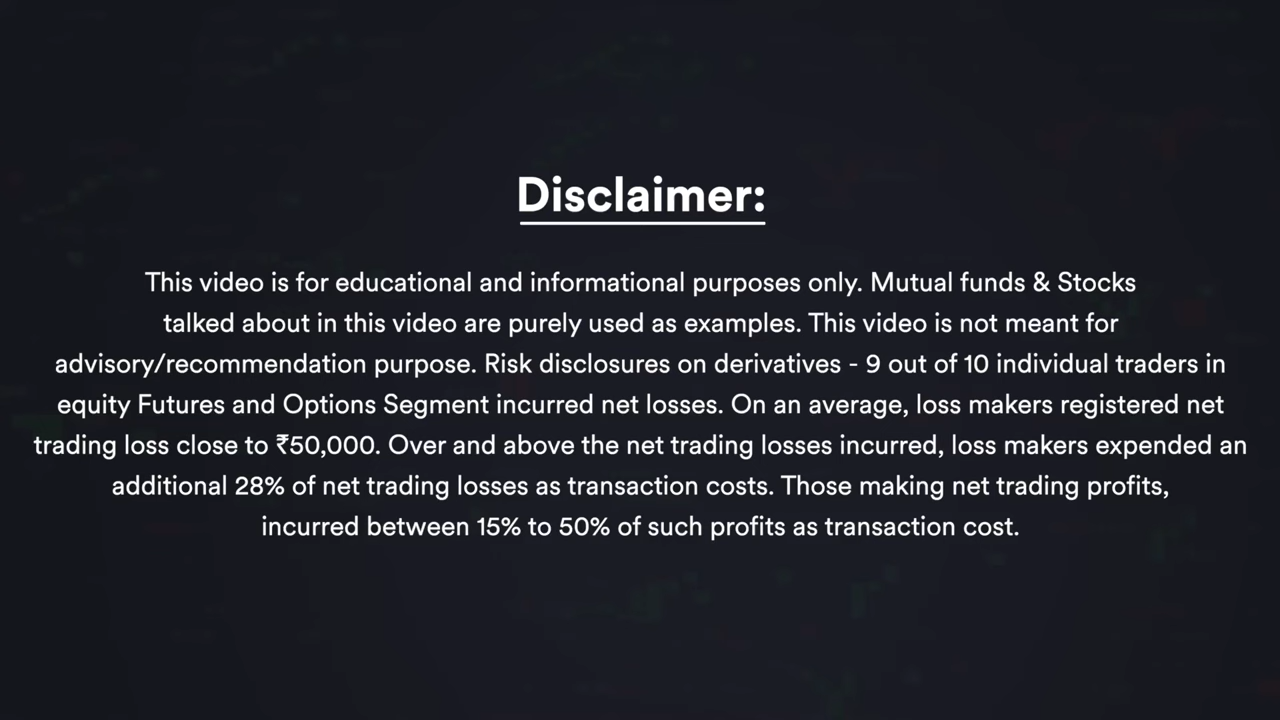 Disclaimer:
This video is for educational and informational purposes only. Mutual funds & Stocks
talked about in this video are purely used as examples. This video is not meant for
advisory/recommendation purpose. Risk disclosures on derivatives - 9 out of 10 individual traders in
equity Futures and Options Segment incurred net losses. On an average, loss makers registered net
trading loss close to ₹50,000. Over and above the net trading losses incurred, loss makers expended an
additional 28% of net trading losses as transaction costs. Those making net trading profits,
incurred between 15% to 50% of such profits as transaction cost.